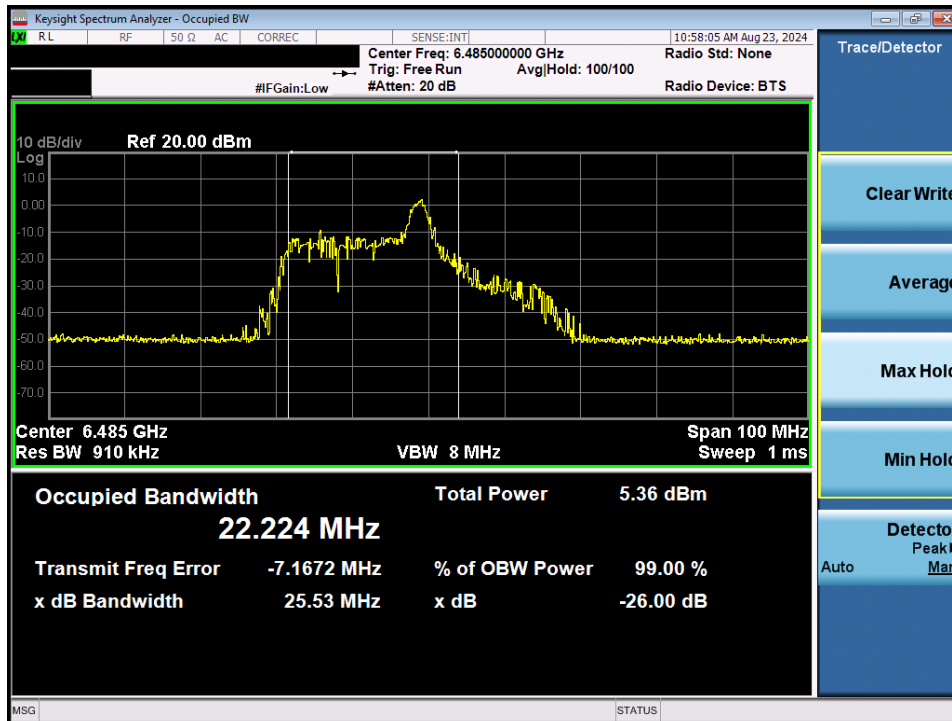 Keysight Spectrum Analyzer - Occupied BW
LXI RL RF 50 Ω AC CORREC SENSE:INT 10:58:05 AM Aug 23, 2024
Center Freq: 6.485000000 GHz Radio Std: None
Trig: Free Run Avg|Hold: 100/100
#IFGain:Low #Atten: 20 dB Radio Device: BTS
10 dB/div Ref 20.00 dBm
Log
10.0
0.00
-10.0
-20.0
-30.0
-40.0
-50.0
-60.0
-70.0
Center 6.485 GHz Span 100 MHz
Res BW 910 kHz VBW 8 MHz Sweep 1 ms
Occupied Bandwidth Total Power 5.36 dBm
22.224 MHz
Transmit Freq Error -7.1672 MHz % of OBW Power 99.00 %
x dB Bandwidth 25.53 MHz x dB -26.00 dB
MSG STATUS
Trace/Detector
Clear Write
Average
Max Hold
Min Hold
Detecto
Peak
Auto Man